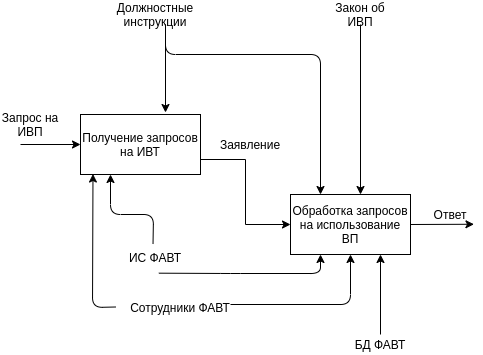 Должностные
инструкции
Закон об
ИВП
Запрос на
ИВП
Получение запросов
на ИВТ
Заявление
Обработка запросов
на использование
ВП
Ответ
ИС ФАВТ
Сотрудники ФАВТ
БД ФАВТ